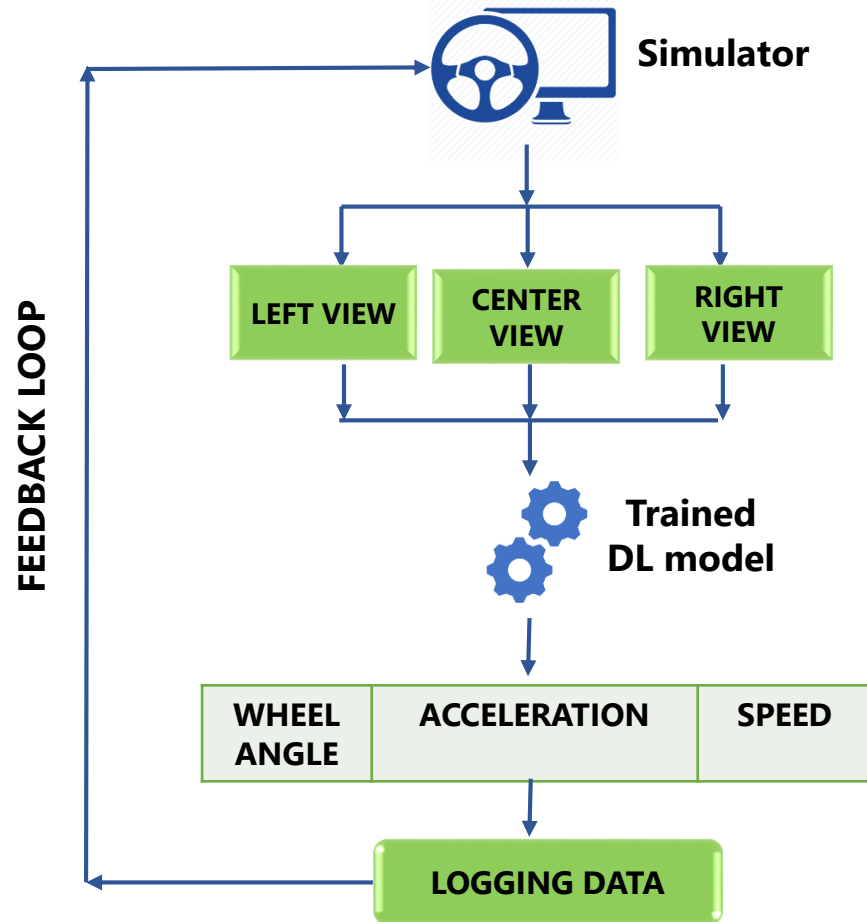 Simulator
LEFT VIEW
CENTER
VIEW
RIGHT
VIEW
FEEDBACK LOOP
Trained
DL model
WHEEL
ANGLE
ACCELERATION
SPEED
LOGGING DATA